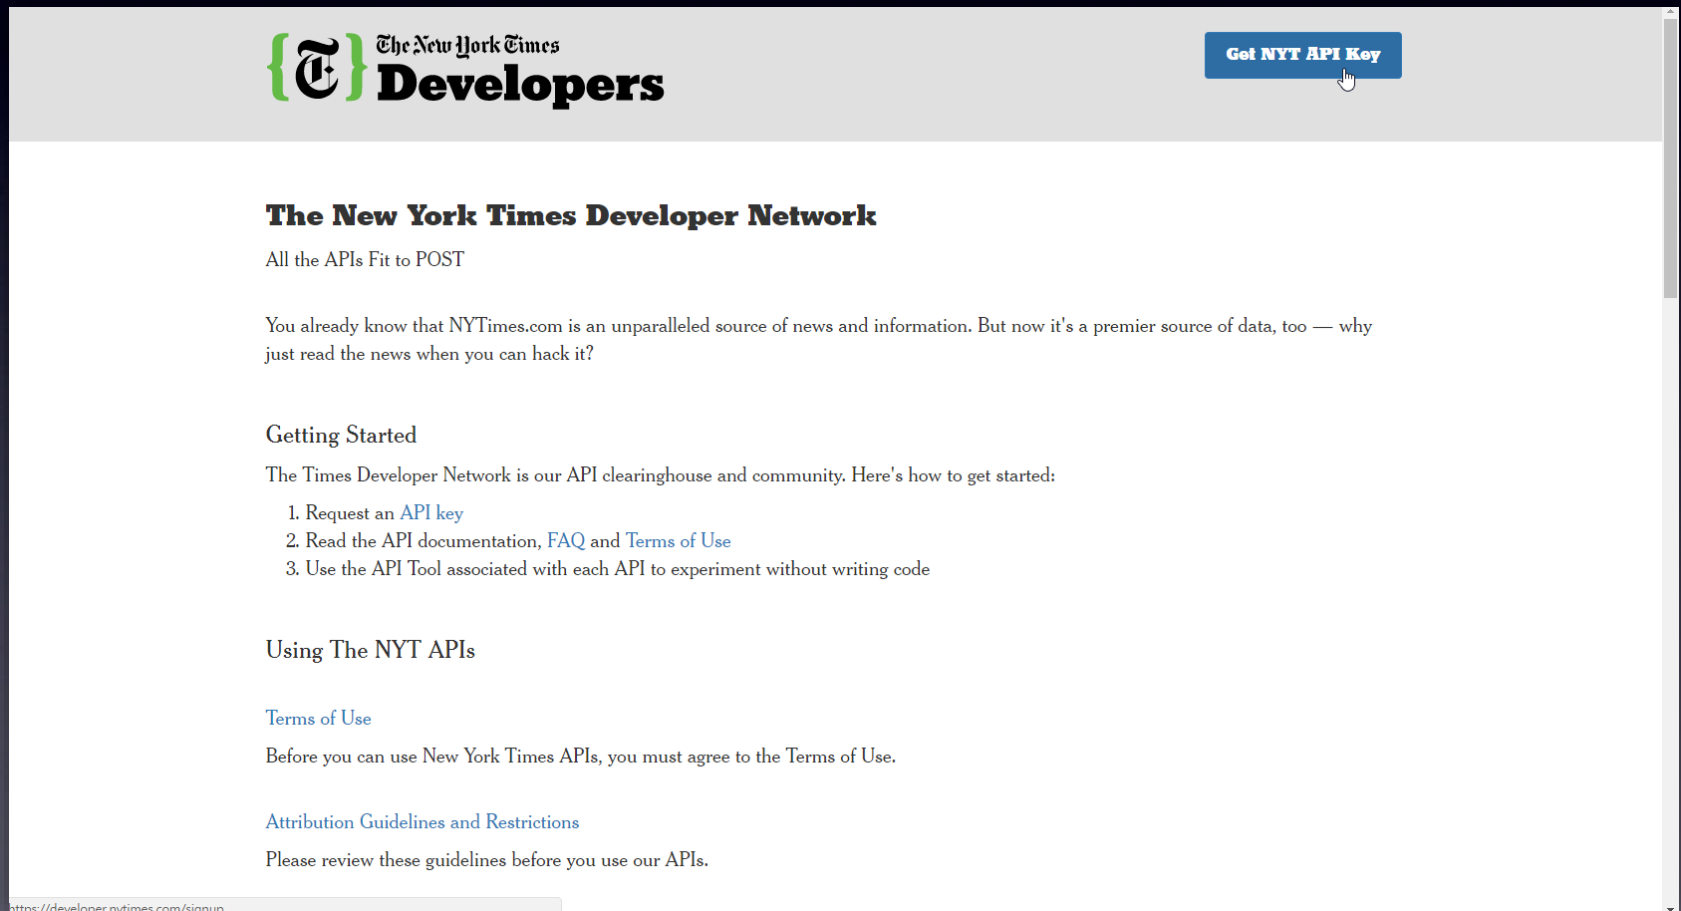 The New York Times
Developers
Get NYT API Key
The New York Times Developer Network
All the APIs Fit to POST
You already know that NYTimes.com is an unparalleled source of news and information. But now it's a premier source of data, too — why
just read the news when you can hack it?
Getting Started
The Times Developer Network is our API clearinghouse and community. Here's how to get started:
1. Request an API key
2. Read the API documentation, FAQ and Terms of Use
3. Use the API Tool associated with each API to experiment without writing code
Using The NYT APIs
Terms of Use
Before you can use New York Times APIs, you must agree to the Terms of Use.
Attribution Guidelines and Restrictions
Please review these guidelines before you use our APIs.
https://developer.nytimes.com/signup